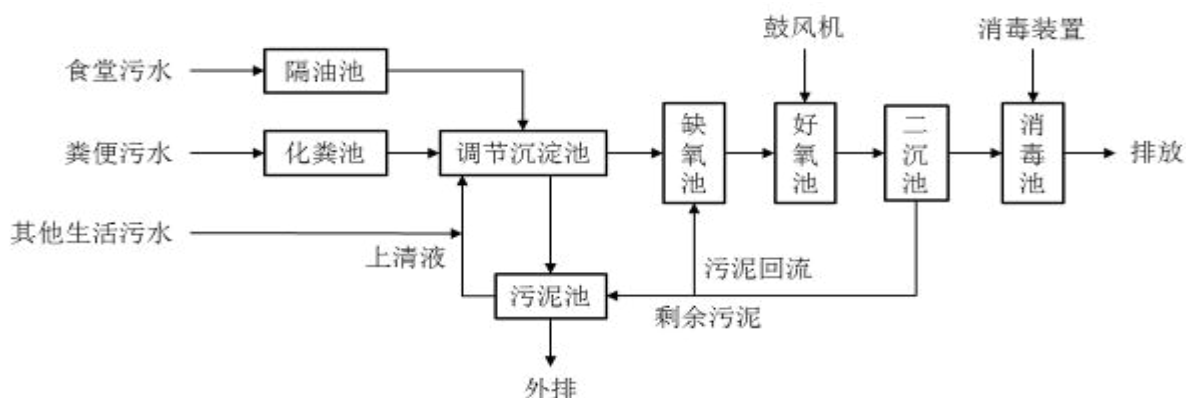 鼓风机
消毒装置
食堂污水
隔油池
粪便污水
化粪池
调节沉淀池
缺氧池
好氧池
二沉池
消毒池
排放
其他生活污水
上清液
污泥回流
污泥池
剩余污泥
外排